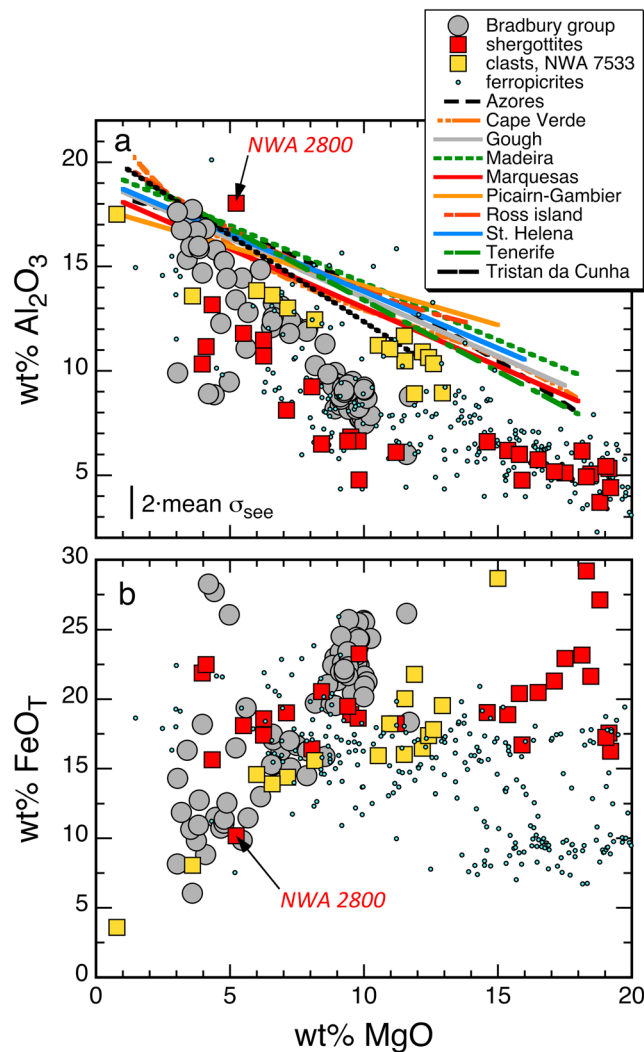 Bradbury group
shergottites
clasts, NWA 7533
ferropicrites
Azores
Cape Verde
Gough
Madeira
Marquesas
Picairn-Gambier
Ross island
St. Helena
Tenerife
Tristan da Cunha
a
NWA 2800
20
15
10
5
wt% Al2O3
2·mean σsee
b
30
25
20
15
10
5
0
wt% FeOT
NWA 2800
0 5 10 15 20
wt% MgO